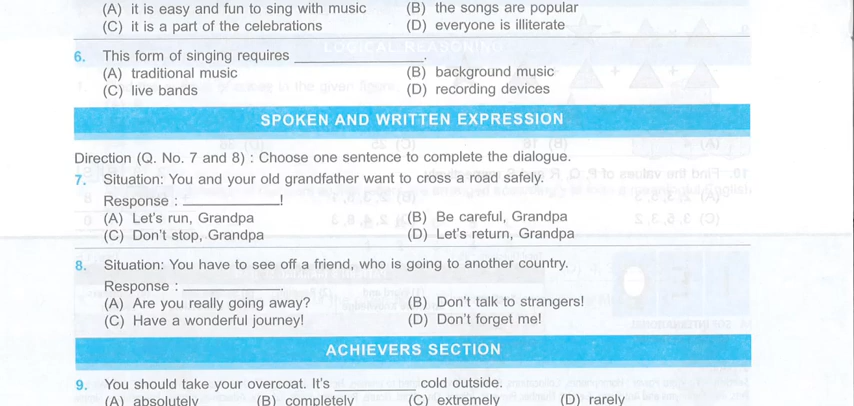 (A) it is easy and fun to sing with music (B) the songs are popular
(C) it is a part of the celebrations (D) everyone is illiterate
6. This form of singing requires ____________.
(A) traditional music (B) background music
(C) live bands (D) recording devices
SPOKEN AND WRITTEN EXPRESSION
Direction (Q. No. 7 and 8) : Choose one sentence to complete the dialogue.
7. Situation: You and your old grandfather want to cross a road safely.
Response : ____________!
(A) Let's run, Grandpa (B) Be careful, Grandpa
(C) Don't stop, Grandpa (D) Let's return, Grandpa
8. Situation: You have to see off a friend, who is going to another country.
Response : ____________.
(A) Are you really going away? (B) Don't talk to strangers!
(C) Have a wonderful journey! (D) Don't forget me!
ACHIEVERS SECTION
9. You should take your overcoat. It's __________ cold outside.
(A) absolutely (B) completely (C) extremely (D) rarely